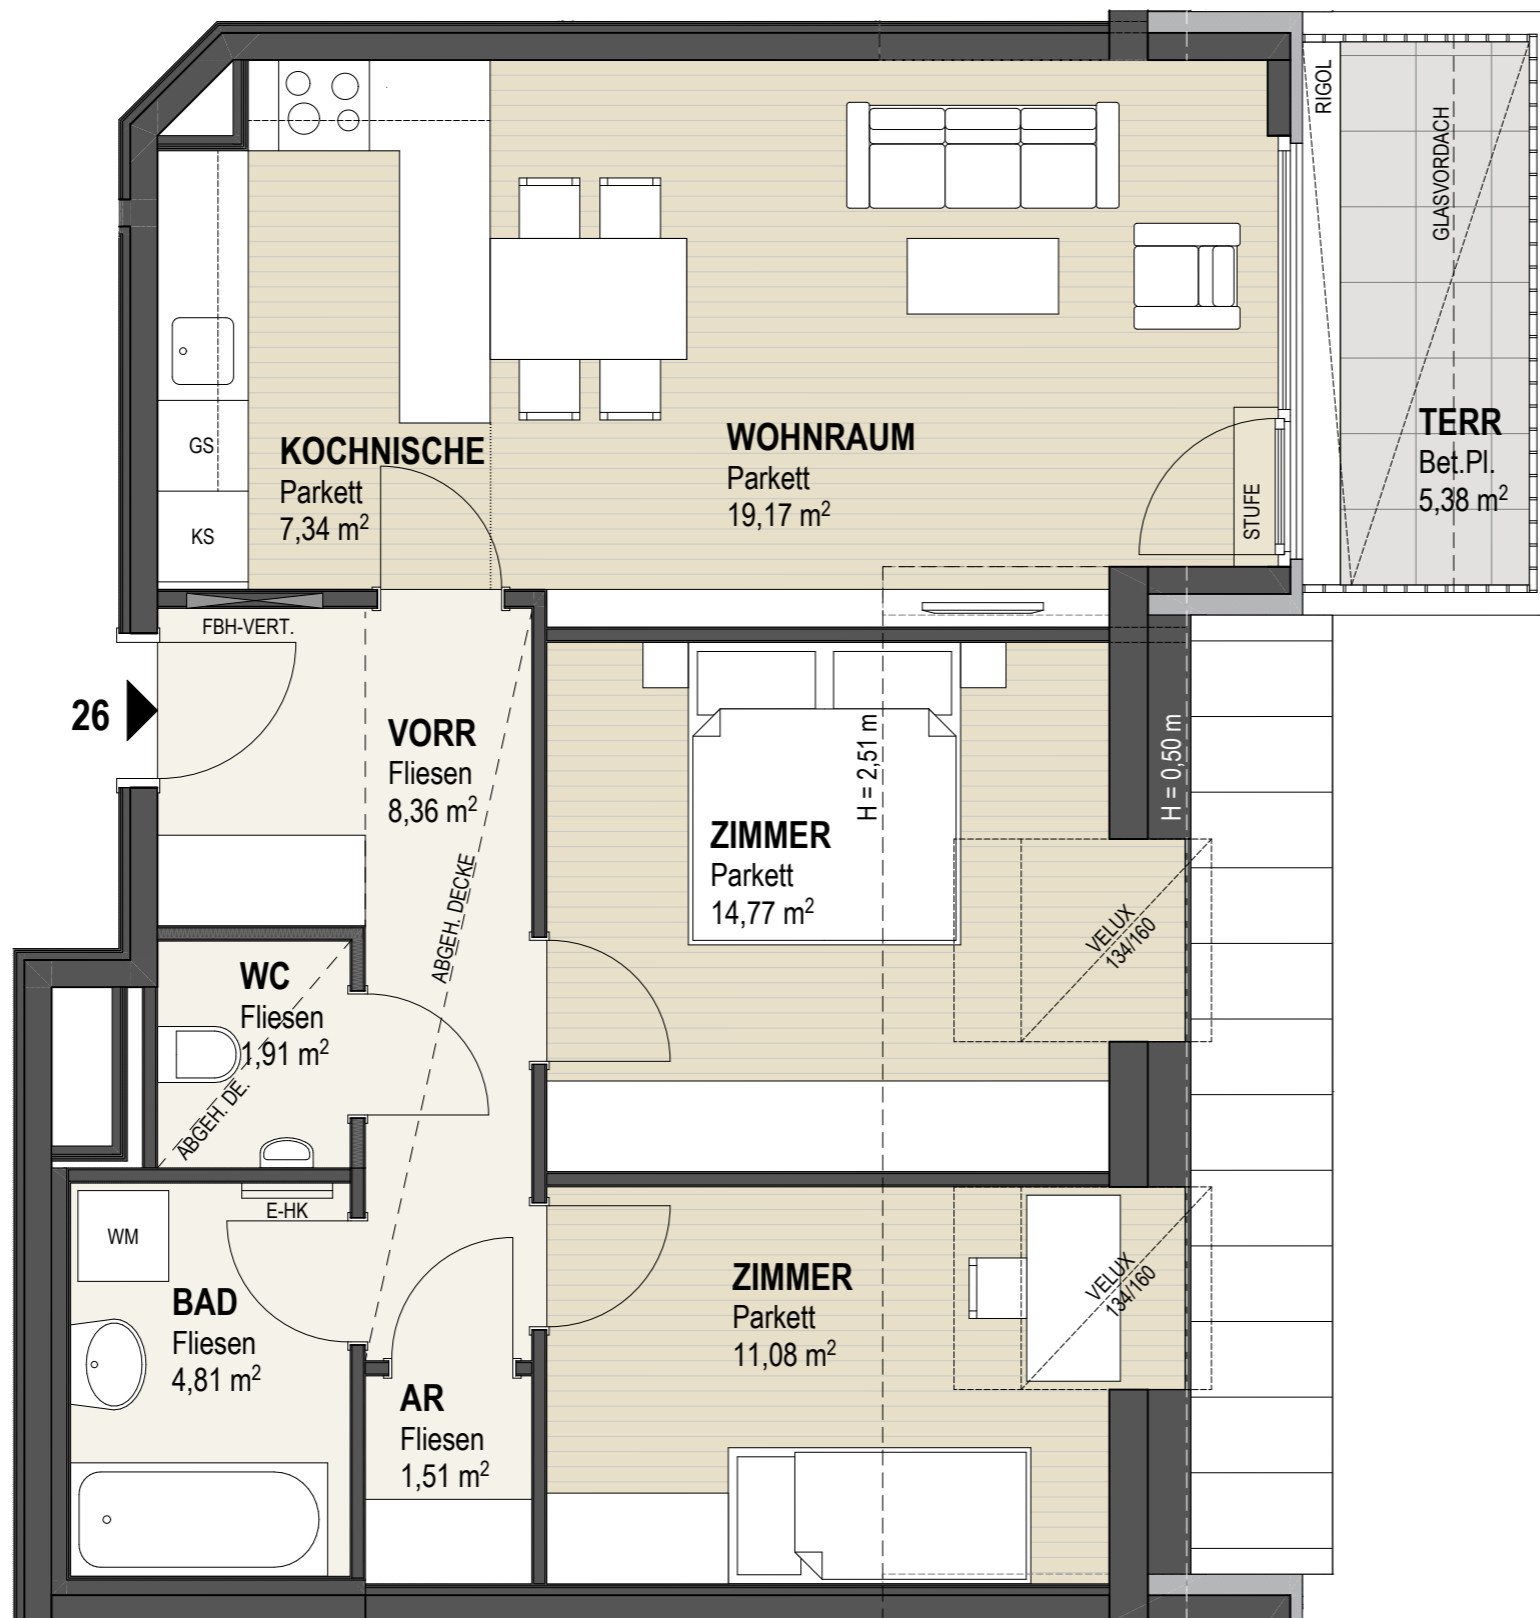 RIGOL
GLASVORDACH
GS
KOCHNISCHE
Parkett
7,34 m²
WOHNRAUM
Parkett
19,17 m²
TERR
Bet.Pl.
5,38 m²
STUFE
KS
FBH-VERT.
26
VORR
Fliesen
8,36 m²
ABGEH. DECKE
H = 2,51 m
H = 0,50 m
ZIMMER
Parkett
14,77 m²
VELUX
134/160
WC
Fliesen
1,91 m²
ABGEH. DE.
E-HK
WM
BAD
Fliesen
4,81 m²
AR
Fliesen
1,51 m²
ZIMMER
Parkett
11,08 m²
VELUX
134/160